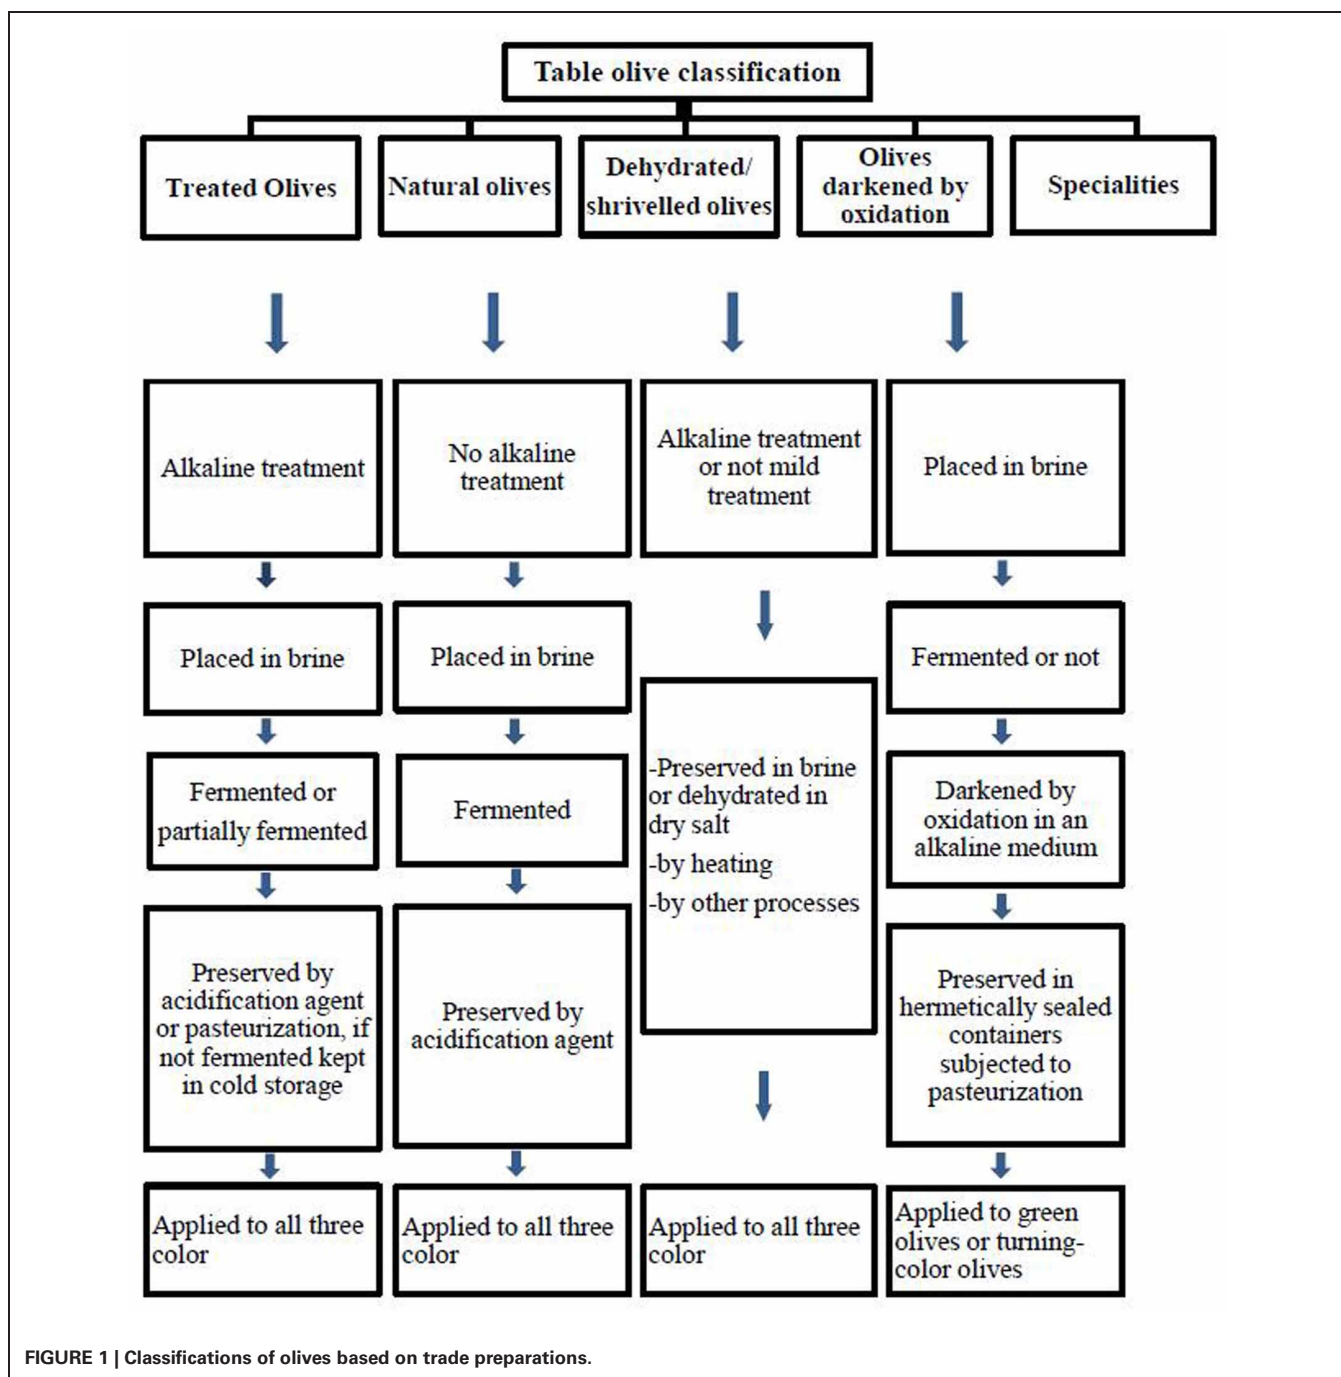 Table olive classification
Treated Olives
Natural olives
Dehydrated/
shrivelled olives
Olives
darkened by
oxidation
Specialities
Alkaline treatment
No alkaline
treatment
Alkaline treatment
or not mild
treatment
Placed in brine
Placed in brine
Placed in brine
Fermented or not
Fermented or
partially fermented
Fermented
-Preserved in brine
or dehydrated in
dry salt
-by heating
-by other processes
Darkened by
oxidation in an
alkaline medium
Preserved by
acidification agent
or pasteurization, if
not fermented kept
in cold storage
Preserved by
acidification agent
Preserved in
hermetically sealed
containers
subjected to
pasteurization
Applied to all three
color
Applied to all three
color
Applied to all three
color
Applied to green
olives or turning-
color olives
FIGURE 1 | Classifications of olives based on trade preparations.